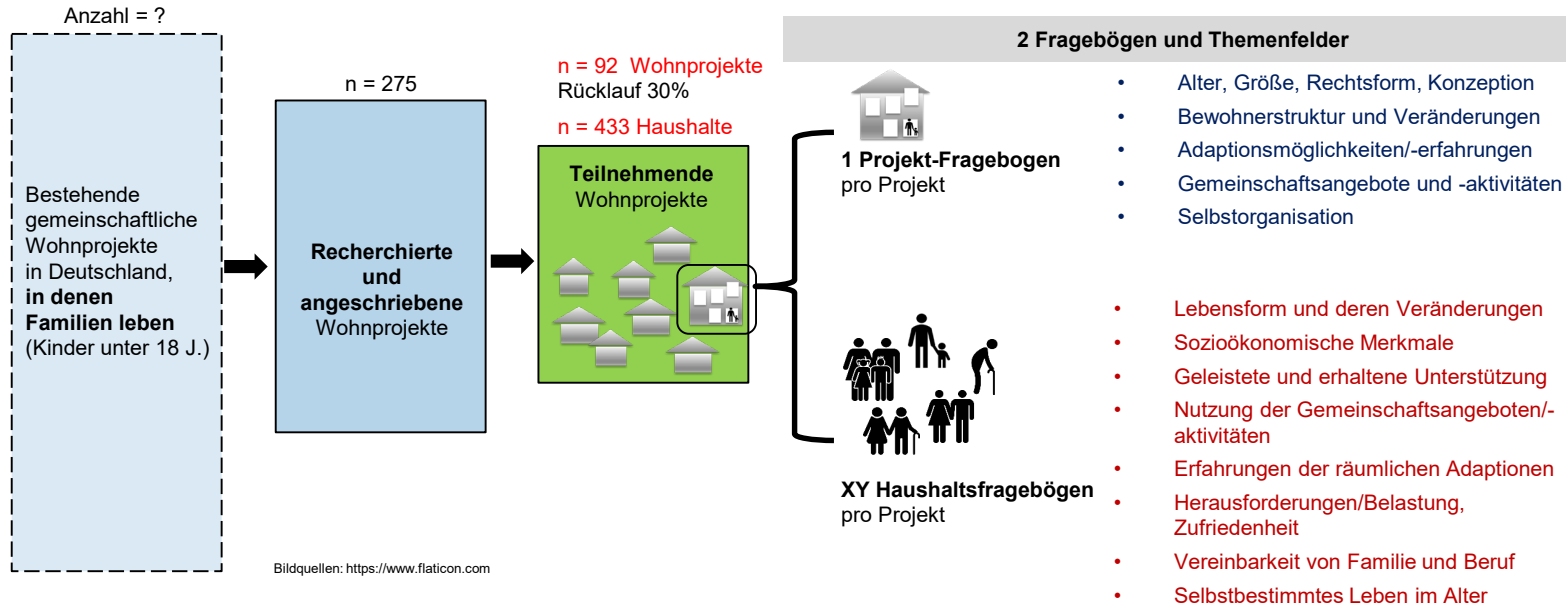 Anzahl = ?
Bestehende
gemeinschaftliche
Wohnprojekte
in Deutschland,
in denen
Familien leben
(Kinder unter 18 J.)
n = 275
Recherchierte
und
angeschriebene
Wohnprojekte
n = 92 Wohnprojekte
Rücklauf 30%
n = 433 Haushalte
Teilnehmende
Wohnprojekte
Bildquellen: https://www.flaticon.com
2 Fragebögen und Themenfelder
1 Projekt-Fragebogen
pro Projekt
• Alter, Größe, Rechtsform, Konzeption
• Bewohnerstruktur und Veränderungen
• Adaptionsmöglichkeiten/-erfahrungen
• Gemeinschaftsangebote und -aktivitäten
• Selbstorganisation
XY Haushaltsfragebögen
pro Projekt
• Lebensform und deren Veränderungen
• Sozioökonomische Merkmale
• Geleistete und erhaltene Unterstützung
• Nutzung der Gemeinschaftsangeboten/-
aktivitäten
• Erfahrungen der räumlichen Adaptionen
• Herausforderungen/Belastung,
Zufriedenheit
• Vereinbarkeit von Familie und Beruf
• Selbstbestimmtes Leben im Alter